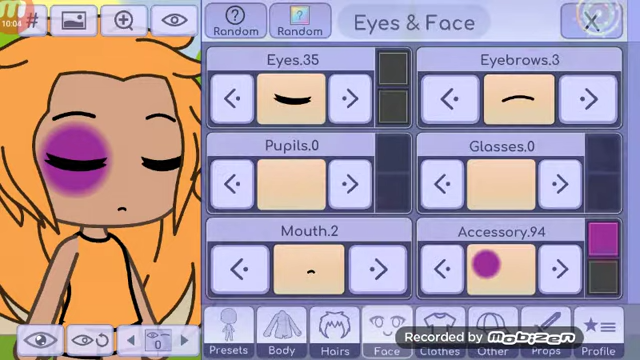 10:04
#
?
Random
?
Random
Eyes & Face
X
Eyes.35
Eyebrows.3
Pupils.0
Glasses.0
Mouth.2
Accessory.94
0
Presets
Body
Hairs
Face
Clothes
Other
Props
Profile
Recorded by
MOBIZEN